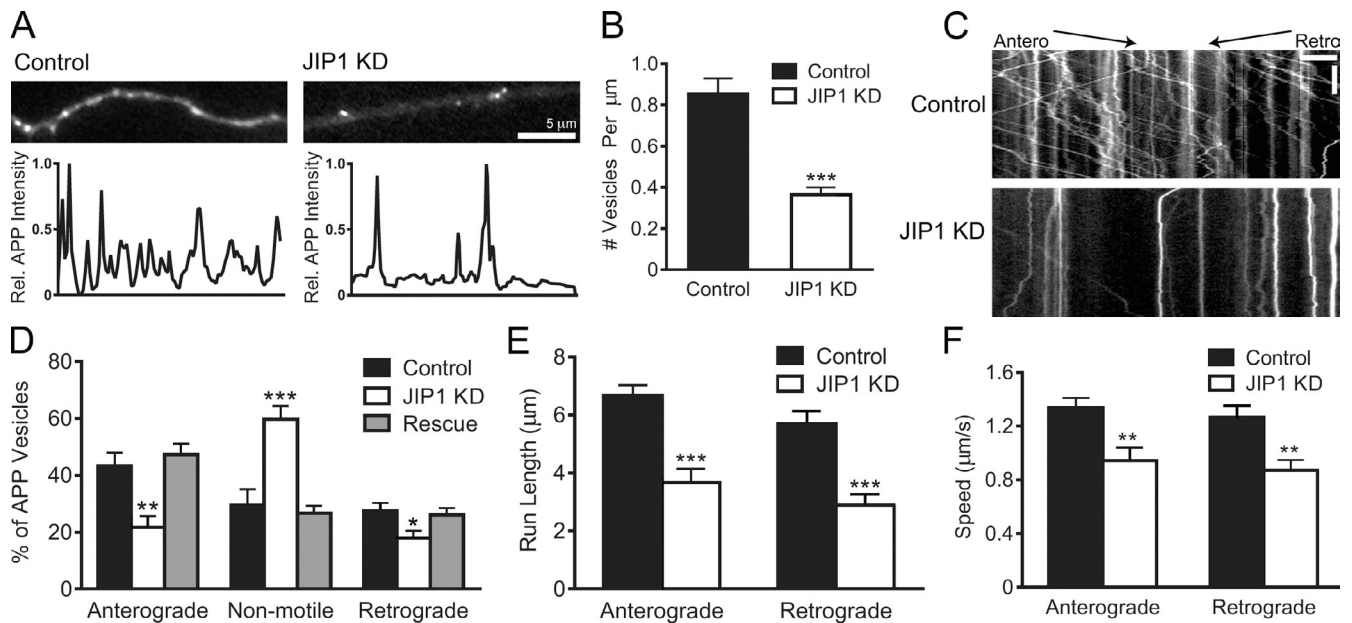 A
Control
JIP1 KD
5 μm
Rel. APP Intensity
1.0
0.5
0
Rel. APP Intensity
1.0
0.5
0
B
# Vesicles Per μm
1.0
0.8
0.6
0.4
0.2
0
Control
JIP1 KD
***
Control
JIP1 KD
C
Antero
Retro
Control
JIP1 KD
D
% of APP Vesicles
80
60
40
20
0
Control
JIP1 KD
Rescue
**
***
*
Anterograde
Non-motile
Retrograde
E
Run Length (μm)
8
6
4
2
0
Control
JIP1 KD
***
***
Anterograde
Retrograde
F
Speed (μm/s)
1.6
1.2
0.8
0.4
0
Control
JIP1 KD
**
**
Anterograde
Retrograde